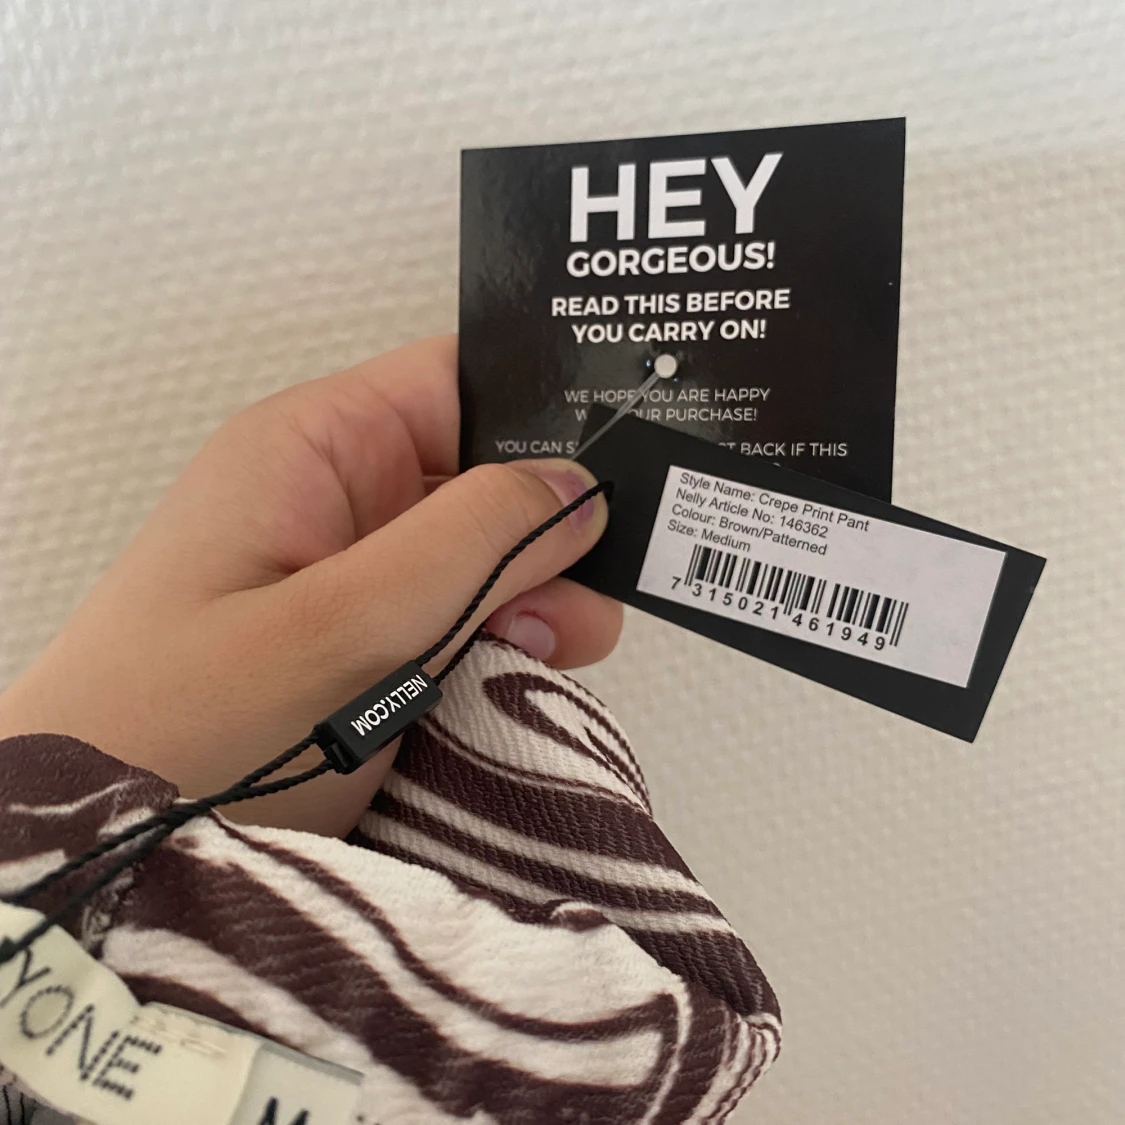 HEY
GORGEOUS!
READ THIS BEFORE
YOU CARRY ON!
WE HOPE YOU ARE HAPPY
PURCHASE!
YOU CAN BACK IF THIS
Style Name: Crepe Print Pant
Nelly Article No: 146362
Colour: Brown/Patterned
Size: Medium
7 315021 461949
NELLY.COM
YONE
M